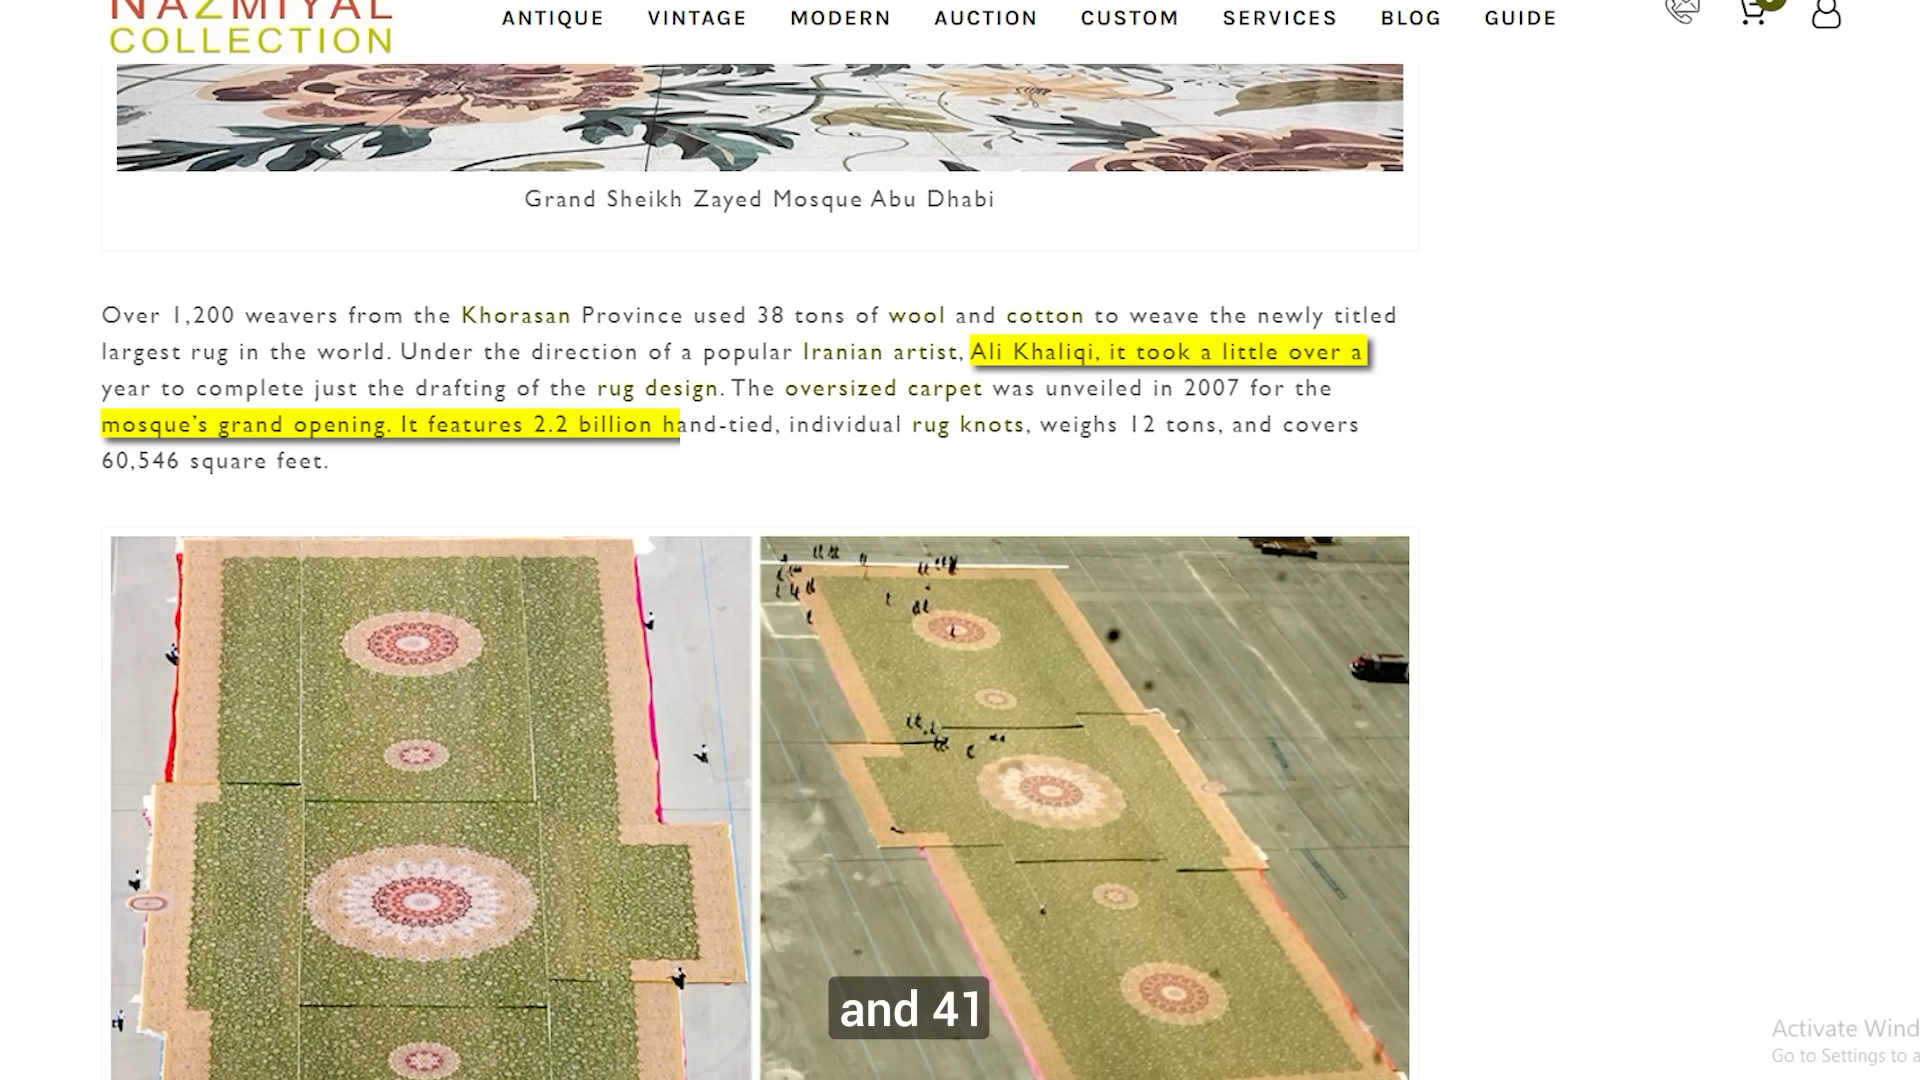 NAZMIYAL
COLLECTION
ANTIQUE VINTAGE MODERN AUCTION CUSTOM SERVICES BLOG GUIDE
Grand Sheikh Zayed Mosque Abu Dhabi
Over 1,200 weavers from the Khorasan Province used 38 tons of wool and cotton to weave the newly titled
largest rug in the world. Under the direction of a popular Iranian artist, Ali Khaliqi, it took a little over a
year to complete just the drafting of the rug design. The oversized carpet was unveiled in 2007 for the
mosque’s grand opening. It features 2.2 billion hand-tied, individual rug knots, weighs 12 tons, and covers
60,546 square feet.
and 41
Activate Wind
Go to Settings to a